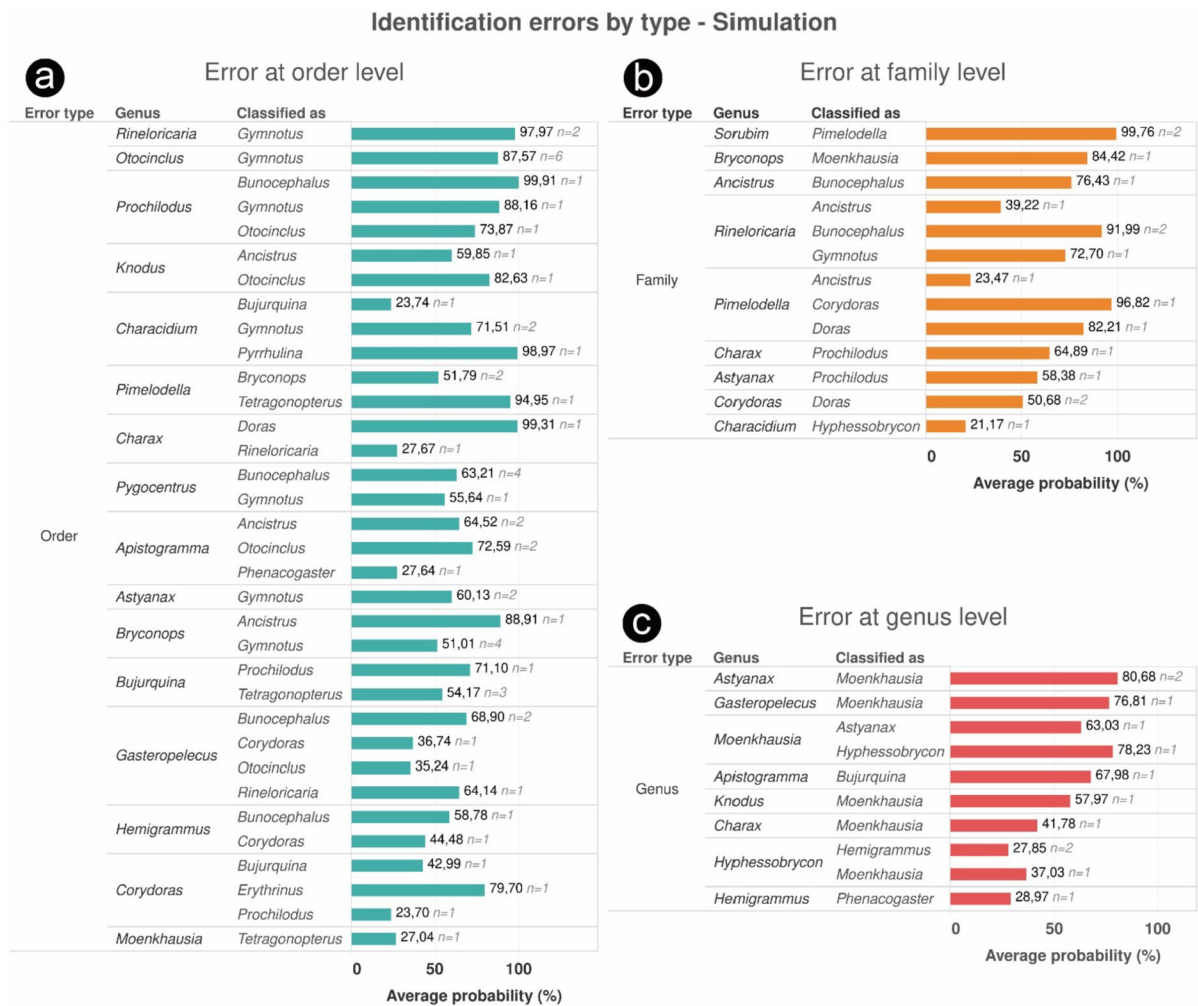 Identification errors by type - Simulation
a Error at order level
Error type Genus Classified as
Rineloricaria Gymnotus 97,97 n=2
Otocinclus Gymnotus 87,57 n=6
Bunocephalus 99,91 n=1
Prochilodus Gymnotus 88,16 n=1
Otocinclus 73,87 n=1
Knodus Ancistrus 59,85 n=1
Otocinclus 82,63 n=1
Bujurquina 23,74 n=1
Characidium Gymnotus 71,51 n=2
Pyrrhulina 98,97 n=1
Pimelodella Bryconops 51,79 n=2
Tetragonopterus 94,95 n=1
Charax Doras 99,31 n=1
Rineloricaria 27,67 n=1
Pygocentrus Bunocephalus 63,21 n=4
Gymnotus 55,64 n=1
Order
Ancistrus 64,52 n=2
Apistogramma Otocinclus 72,59 n=2
Phenacogaster 27,64 n=1
Astyanax Gymnotus 60,13 n=2
Bryconops Ancistrus 88,91 n=1
Gymnotus 51,01 n=4
Bujurquina Prochilodus 71,10 n=1
Tetragonopterus 54,17 n=3
Bunocephalus 68,90 n=2
Gasteropelecus Corydoras 36,74 n=1
Otocinclus 35,24 n=1
Rineloricaria 64,14 n=1
Hemigrammus Bunocephalus 58,78 n=1
Corydoras 44,48 n=1
Bujurquina 42,99 n=1
Corydoras Erythrinus 79,70 n=1
Prochilodus 23,70 n=1
Moenkhausia Tetragonopterus 27,04 n=1
0 50 100
Average probability (%)
b Error at family level
Error type Genus Classified as
Sorubim Pimelodella 99,76 n=2
Bryconops Moenkhausia 84,42 n=1
Ancistrus Bunocephalus 76,43 n=1
Ancistrus 39,22 n=1
Rineloricaria Bunocephalus 91,99 n=2
Gymnotus 72,70 n=1
Family
Ancistrus 23,47 n=1
Pimelodella Corydoras 96,82 n=1
Doras 82,21 n=1
Charax Prochilodus 64,89 n=1
Astyanax Prochilodus 58,38 n=1
Corydoras Doras 50,68 n=2
Characidium Hyphessobrycon 21,17 n=1
0 50 100
Average probability (%)
c Error at genus level
Error type Genus Classified as
Astyanax Moenkhausia 80,68 n=2
Gasteropelecus Moenkhausia 76,81 n=1
Moenkhausia Astyanax 63,03 n=1
Hyphessobrycon 78,23 n=1
Genus
Apistogramma Bujurquina 67,98 n=1
Knodus Moenkhausia 57,97 n=1
Charax Moenkhausia 41,78 n=1
Hyphessobrycon Hemigrammus 27,85 n=2
Moenkhausia 37,03 n=1
Hemigrammus Phenacogaster 28,97 n=1
0 50 100
Average probability (%)